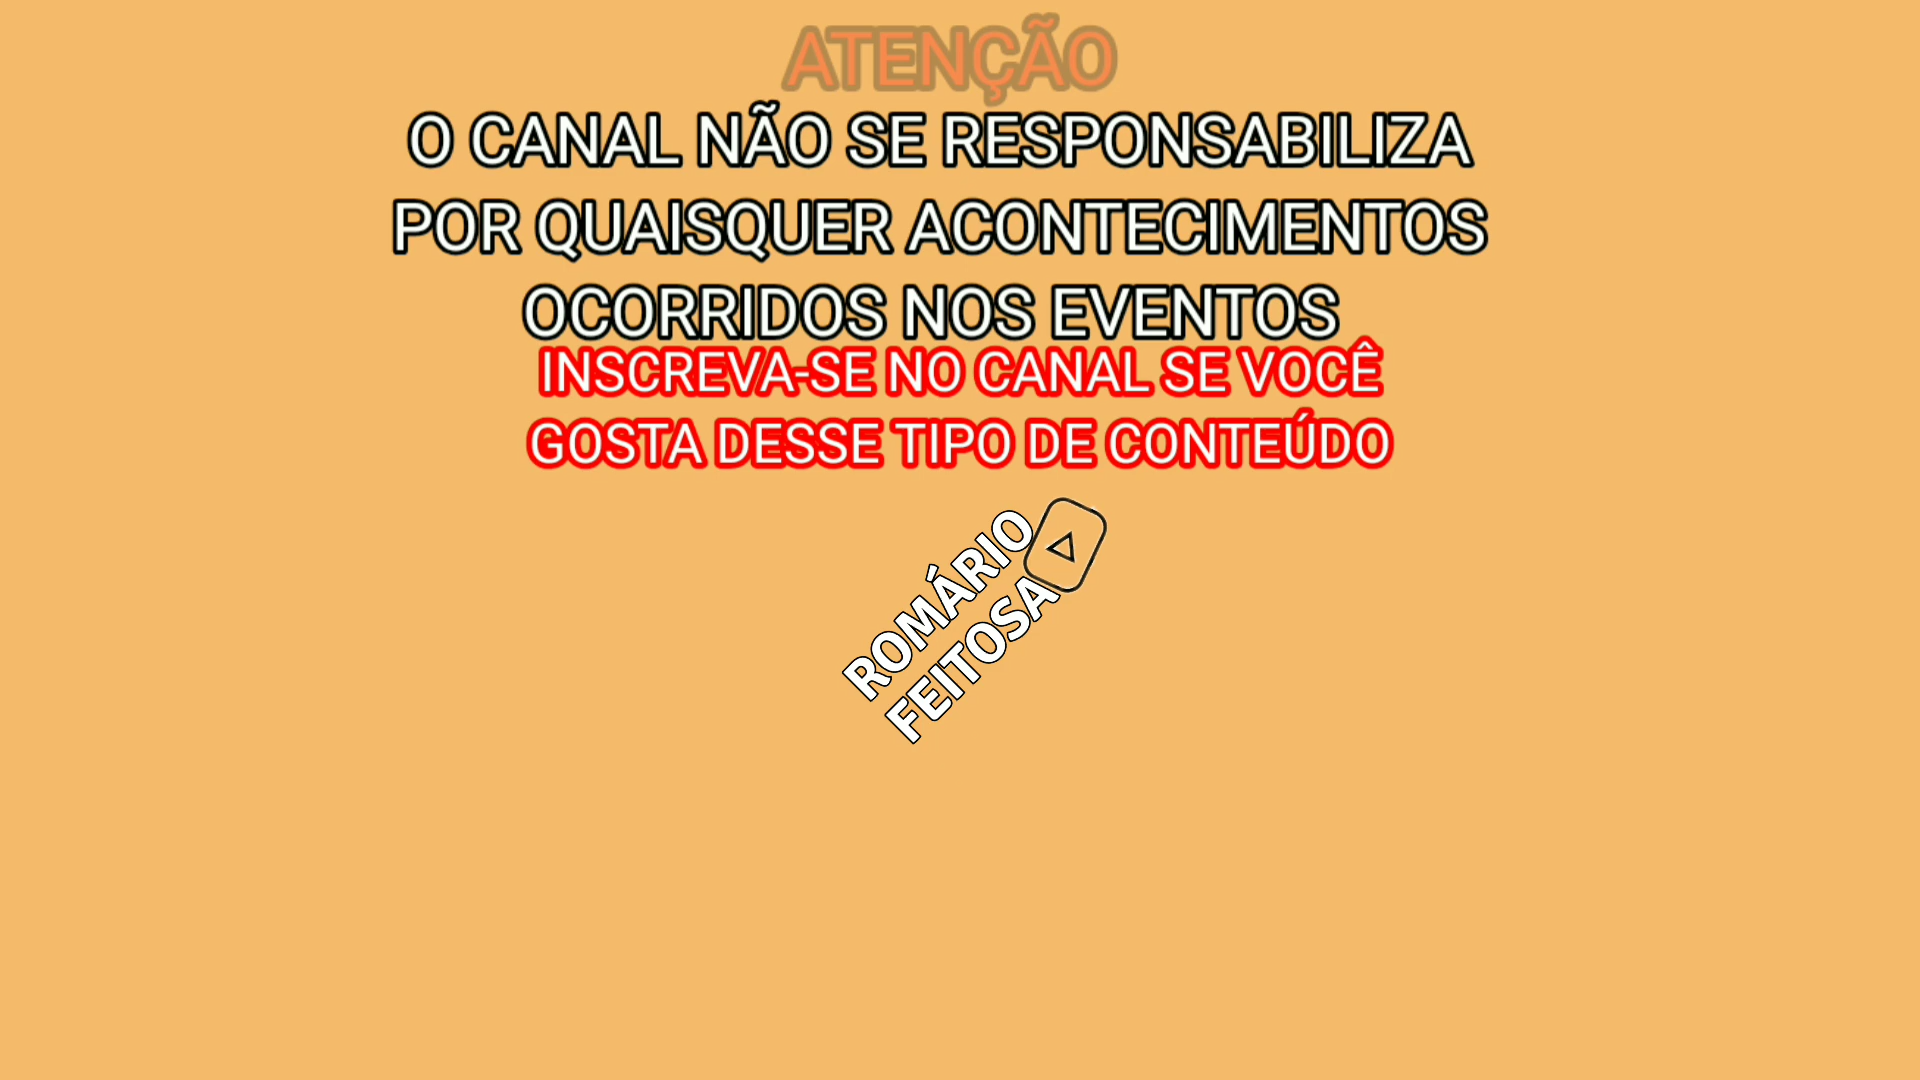 ATENÇÃO
O CANAL NÃO SE RESPONSABILIZA
POR QUAISQUER ACONTECIMENTOS
OCORRIDOS NOS EVENTOS
INSCREVA-SE NO CANAL SE VOCÊ
GOSTA DESSE TIPO DE CONTEÚDO
ROMÁRIO
FEITOSA